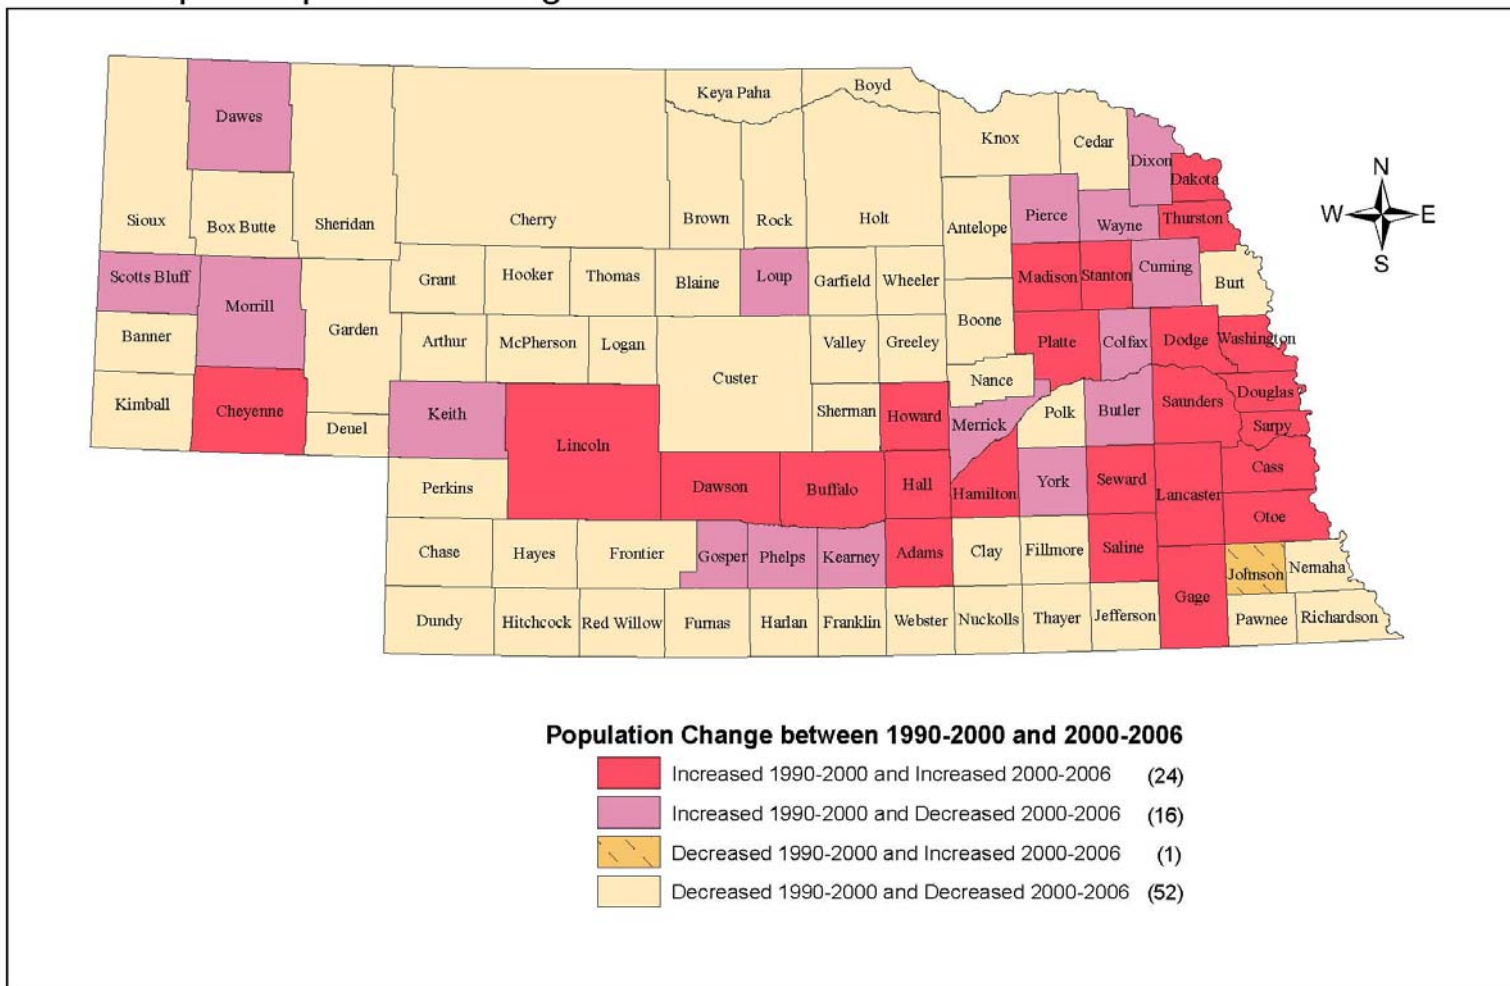 Keya Paha
Boyd
Dawes
Knox
Cedar
Dixon
Dakota
N
W E
S
Sioux
Box Butte
Sheridan
Cherry
Brown
Rock
Holt
Antelope
Pierce
Wayne
Thurston
Scotts Bluff
Morrill
Grant
Hooker
Thomas
Blaine
Loup
Garfield
Wheeler
Madison
Stanton
Cuming
Burt
Banner
Garden
Arthur
McPherson
Logan
Custer
Valley
Greeley
Boone
Platte
Colfax
Dodge
Washington
Kimball
Cheyenne
Deuel
Keith
Lincoln
Sherman
Howard
Nance
Merrick
Polk
Butler
Saunders
Douglas
Sarpy
Perkins
Dawson
Buffalo
Hall
Hamilton
York
Seward
Lancaster
Cass
Otoe
Chase
Hayes
Frontier
Gosper
Phelps
Kearney
Adams
Clay
Fillmore
Saline
Gage
Johnson
Nemaha
Dundy
Hitchcock
Red Willow
Furnas
Harlan
Franklin
Webster
Nuckolls
Thayer
Jefferson
Pawnee
Richardson
Population Change between 1990-2000 and 2000-2006
Increased 1990-2000 and Increased 2000-2006 (24)
Increased 1990-2000 and Decreased 2000-2006 (16)
Decreased 1990-2000 and Increased 2000-2006 (1)
Decreased 1990-2000 and Decreased 2000-2006 (52)